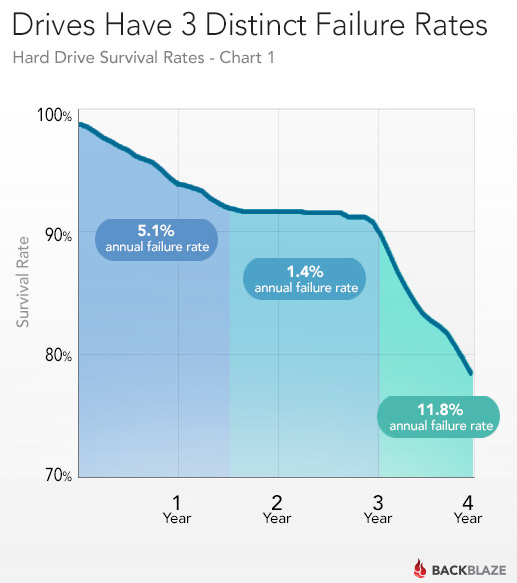 Drives Have 3 Distinct Failure Rates
Hard Drive Survival Rates - Chart 1
100%
90%
80%
70%
Survival Rate
5.1%
annual failure rate
1.4%
annual failure rate
11.8%
annual failure rate
1 2 3 4
Year Year Year Year
BACKBLAZE